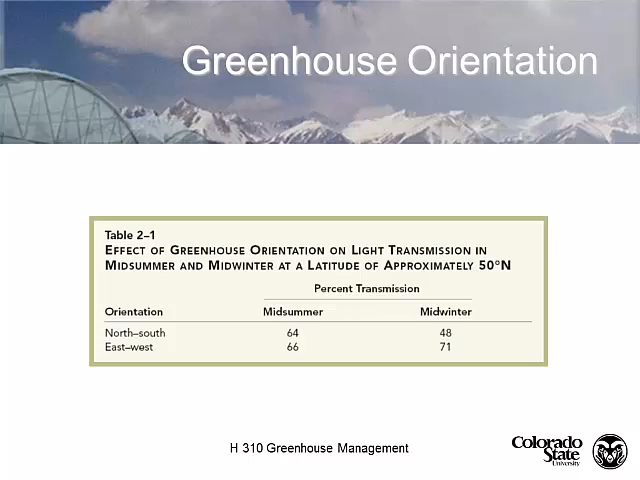 Greenhouse Orientation
Table 2–1
EFFECT OF GREENHOUSE ORIENTATION ON LIGHT TRANSMISSION IN
MIDSUMMER AND MIDWINTER AT A LATITUDE OF APPROXIMATELY 50°N
Percent Transmission
Orientation Midsummer Midwinter
North–south 64 48
East–west 66 71
H 310 Greenhouse Management
Colorado
State
University